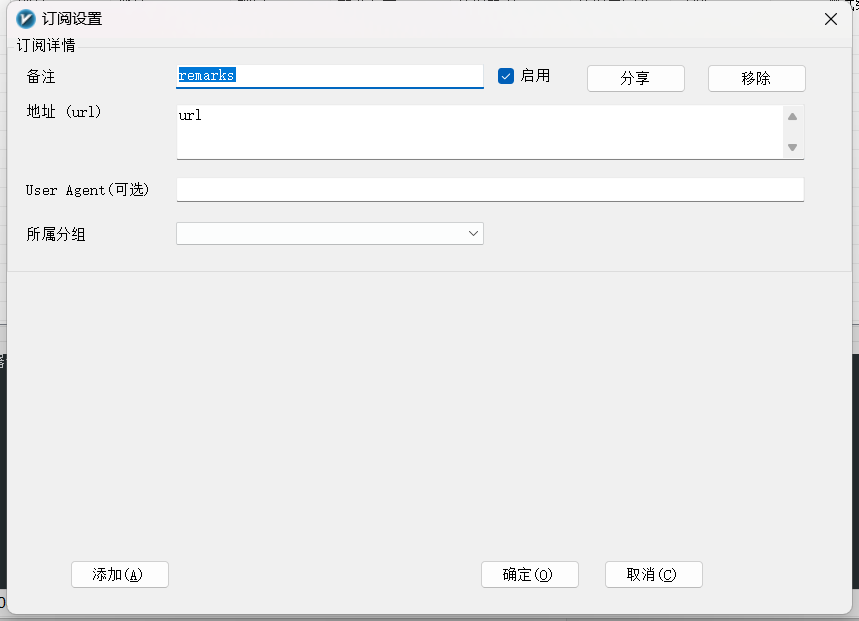 订阅设置
订阅详情
备注
remarks
启用
分享
移除
地址 (url)
url
User Agent(可选)
所属分组
添加(A)
确定(O)
取消(C)